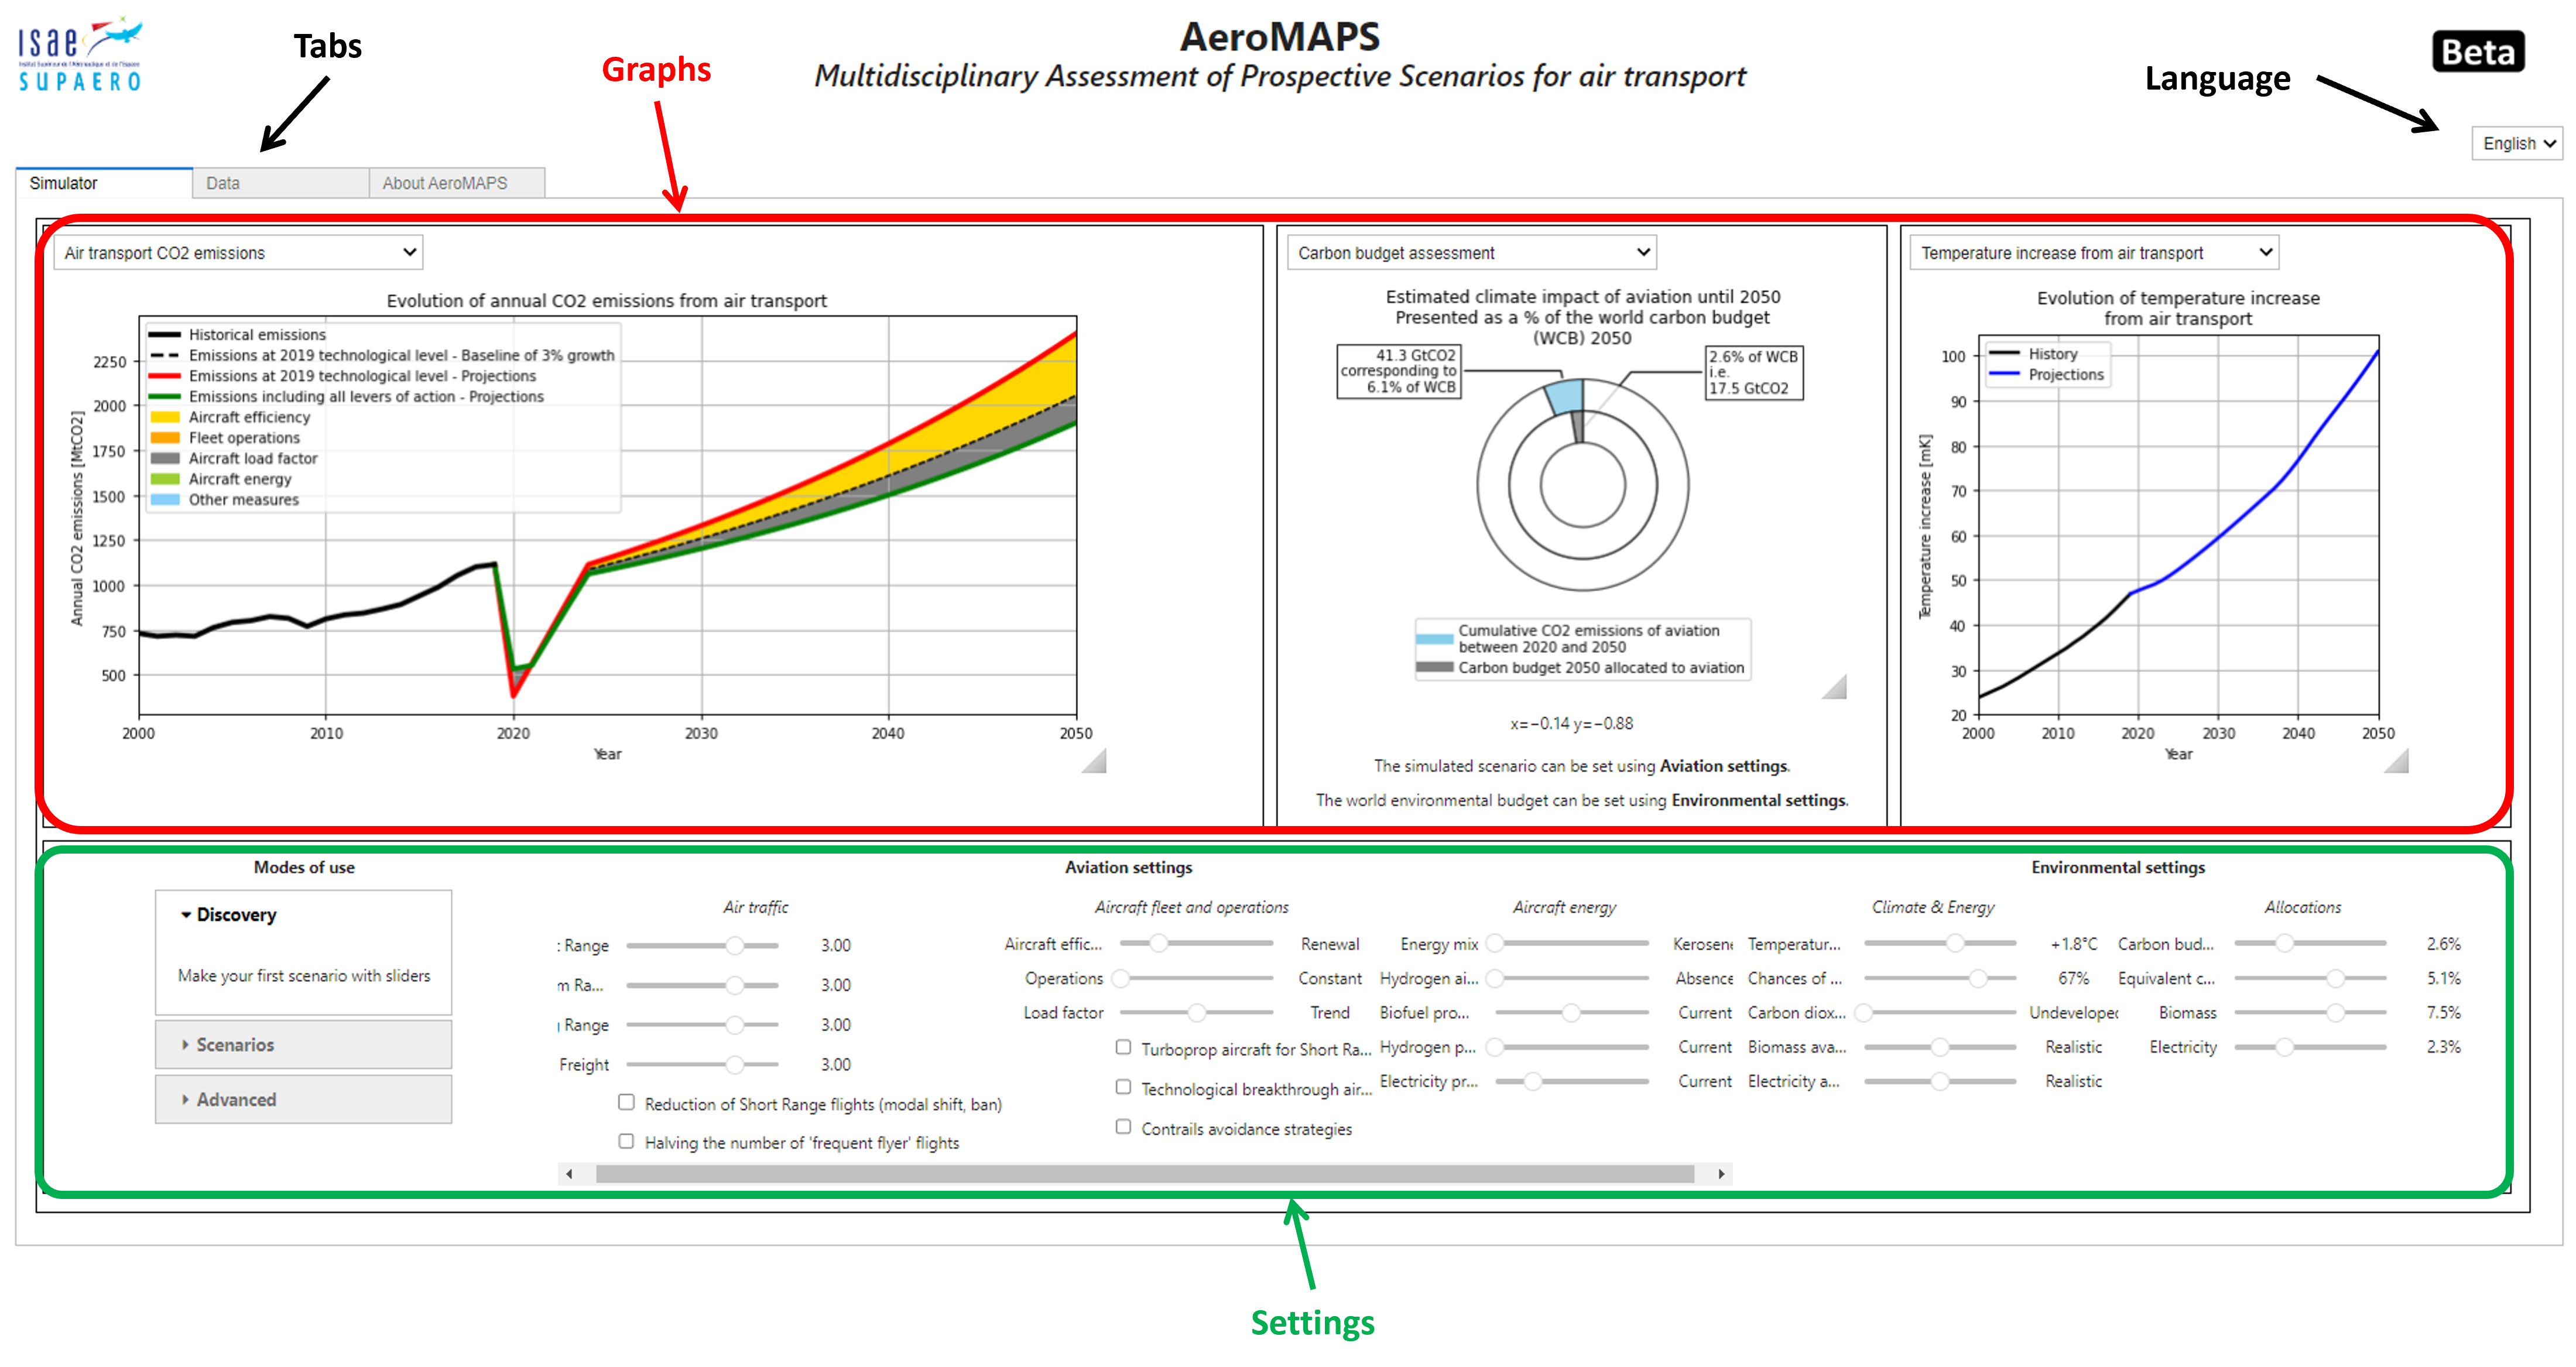 isae
Institut Supérieur de l'Aéronautique et de l'Espace
SUPAERO
Tabs
Graphs
AeroMAPS
Multidisciplinary Assessment of Prospective Scenarios for air transport
Beta
Language
English
Simulator
Data
About AeroMAPS
Air transport CO2 emissions
Evolution of annual CO2 emissions from air transport
Historical emissions
Emissions at 2019 technological level - Baseline of 3% growth
Emissions at 2019 technological level - Projections
Emissions including all levers of action - Projections
Aircraft efficiency
Fleet operations
Aircraft load factor
Aircraft energy
Other measures
Annual CO2 emissions [MtCO2]
2250
2000
1750
1500
1250
1000
750
500
2000
2010
2020
2030
2040
2050
Year
Carbon budget assessment
Estimated climate impact of aviation until 2050
Presented as a % of the world carbon budget
(WCB) 2050
41.3 GtCO2
corresponding to
6.1% of WCB
2.6% of WCB
i.e.
17.5 GtCO2
Cumulative CO2 emissions of aviation
between 2020 and 2050
Carbon budget 2050 allocated to aviation
x=−0.14 y=−0.88
The simulated scenario can be set using Aviation settings.
The world environmental budget can be set using Environmental settings.
Temperature increase from air transport
Evolution of temperature increase
from air transport
History
Projections
Temperature increase [mK]
100
90
80
70
60
50
40
30
20
2000
2010
2020
2030
2040
2050
Year
Modes of use
Discovery
Make your first scenario with sliders
Scenarios
Advanced
Aviation settings
Air traffic
: Range
3.00
m Ra...
3.00
Range
3.00
Freight
3.00
Reduction of Short Range flights (modal shift, ban)
Halving the number of 'frequent flyer' flights
Aircraft fleet and operations
Aircraft effic...
Renewal
Operations
Constant
Load factor
Trend
Turboprop aircraft for Short Ra...
Technological breakthrough air...
Contrails avoidance strategies
Aircraft energy
Energy mix
Kerosen
Hydrogen ai...
Absence
Biofuel pro...
Current
Hydrogen p...
Current
Electricity pr...
Current
Environmental settings
Climate & Energy
Temperatur...
+1.8°C
Chances of ...
67%
Carbon diox...
Undevelope
Biomass ava...
Realistic
Electricity a...
Realistic
Allocations
Carbon bud...
2.6%
Equivalent c...
5.1%
Biomass
7.5%
Electricity
2.3%
Settings